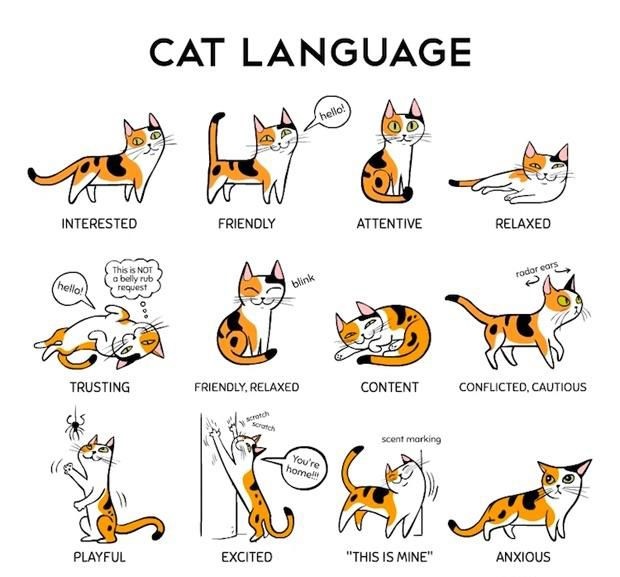 CAT LANGUAGE
hello!
INTERESTED
FRIENDLY
ATTENTIVE
RELAXED
hello!
This is NOT
a belly rub
request
blink
radar ears
TRUSTING
FRIENDLY, RELAXED
CONTENT
CONFLICTED, CAUTIOUS
scratch
scratch
You're
home!!!
scent marking
PLAYFUL
EXCITED
"THIS IS MINE"
ANXIOUS